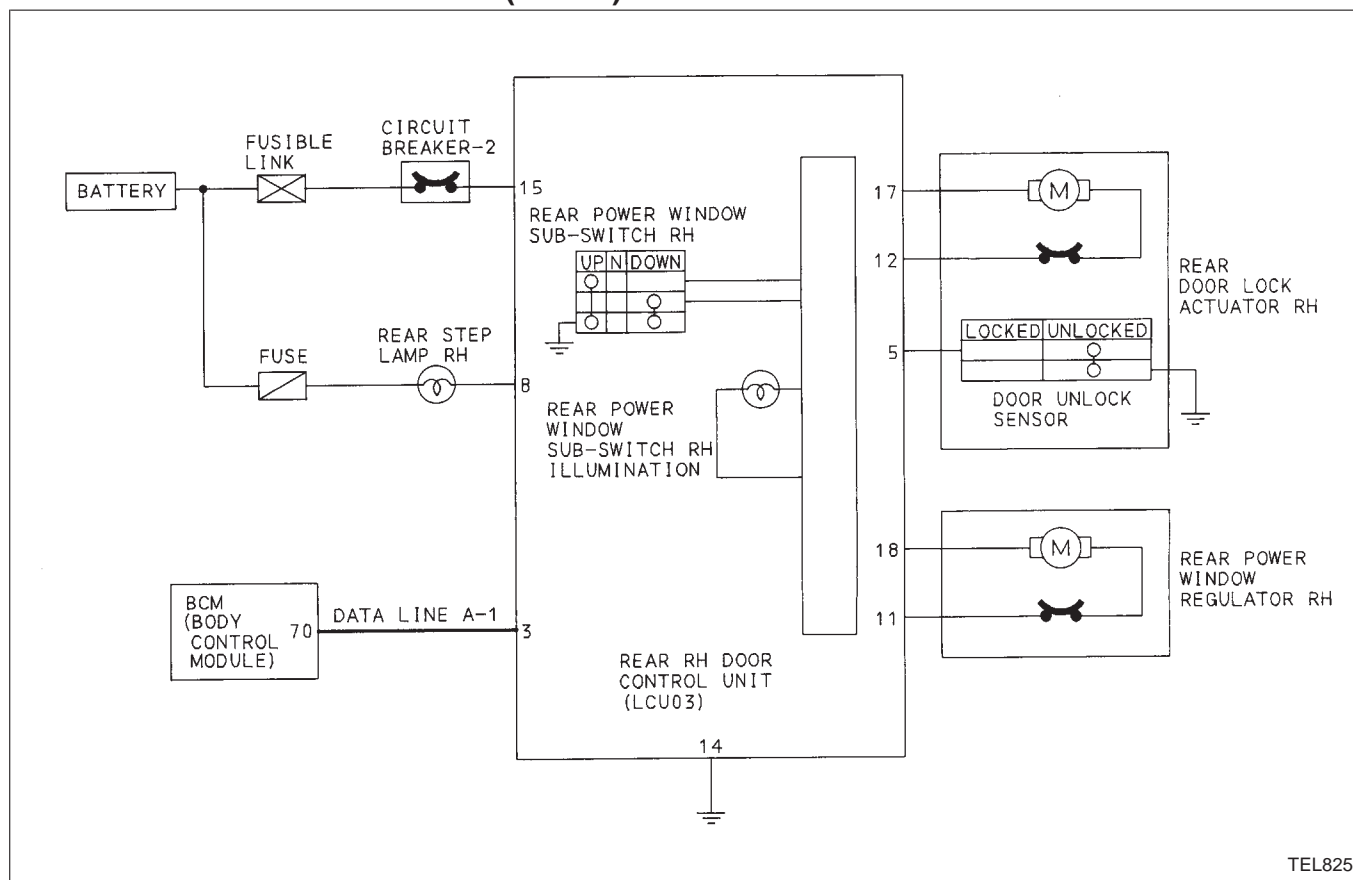 FUSIBLE
LINK
CIRCUIT
BREAKER-2
BATTERY
15
REAR POWER WINDOW
SUB-SWITCH RH
UP N DOWN
FUSE
REAR STEP
LAMP RH
8
REAR POWER
WINDOW
SUB-SWITCH RH
ILLUMINATION
BCM
(BODY
CONTROL
MODULE)
70
DATA LINE A-1
3
REAR RH DOOR
CONTROL UNIT
(LCU03)
14
17
M
12
REAR
DOOR LOCK
ACTUATOR RH
5
LOCKED UNLOCKED
DOOR UNLOCK
SENSOR
18
M
11
REAR POWER
WINDOW
REGULATOR RH
TEL825